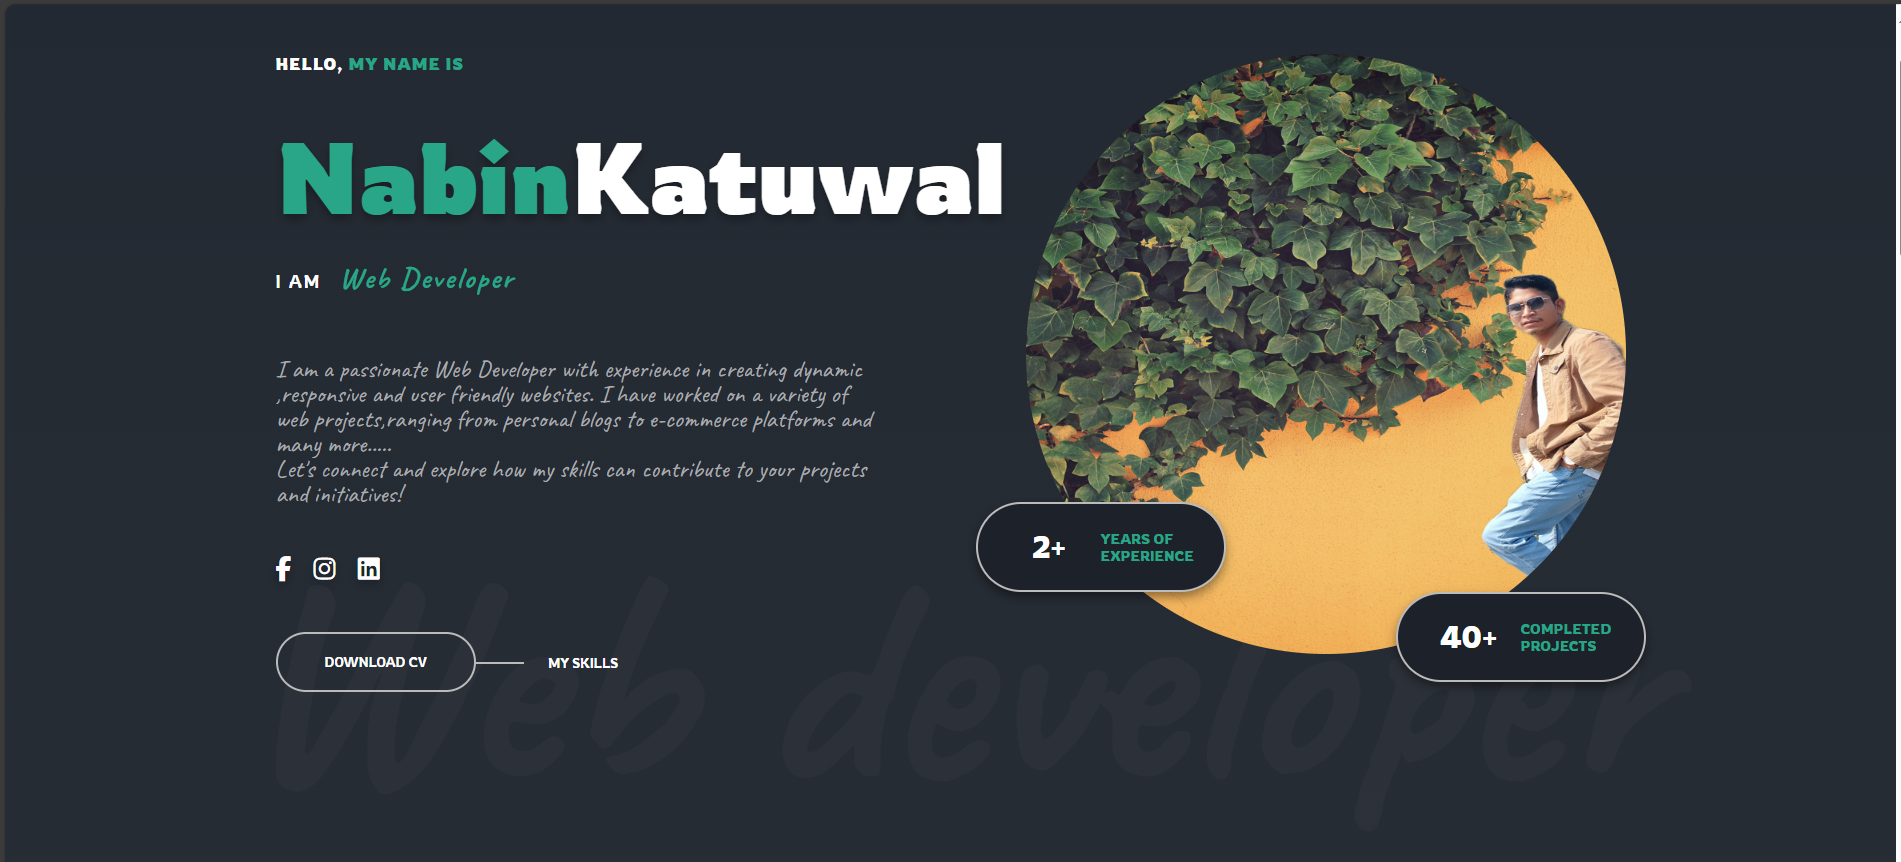 HELLO, MY NAME IS
NabinKatuwal
I AM Web Developer
I am a passionate Web Developer with experience in creating dynamic
,responsive and user friendly websites. I have worked on a variety of
web projects,ranging from personal blogs to e-commerce platforms and
many more.....
Let's connect and explore how my skills can contribute to your projects
and initiatives!
2+ YEARS OF
EXPERIENCE
40+ COMPLETED
PROJECTS
DOWNLOAD CV MY SKILLS
Web developer